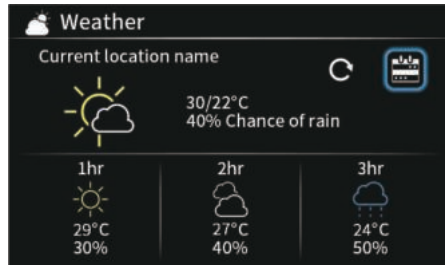 Weather
Current location name
30/22°C
40% Chance of rain
1hr 2hr 3hr
29°C 27°C 24°C
30% 40% 50%